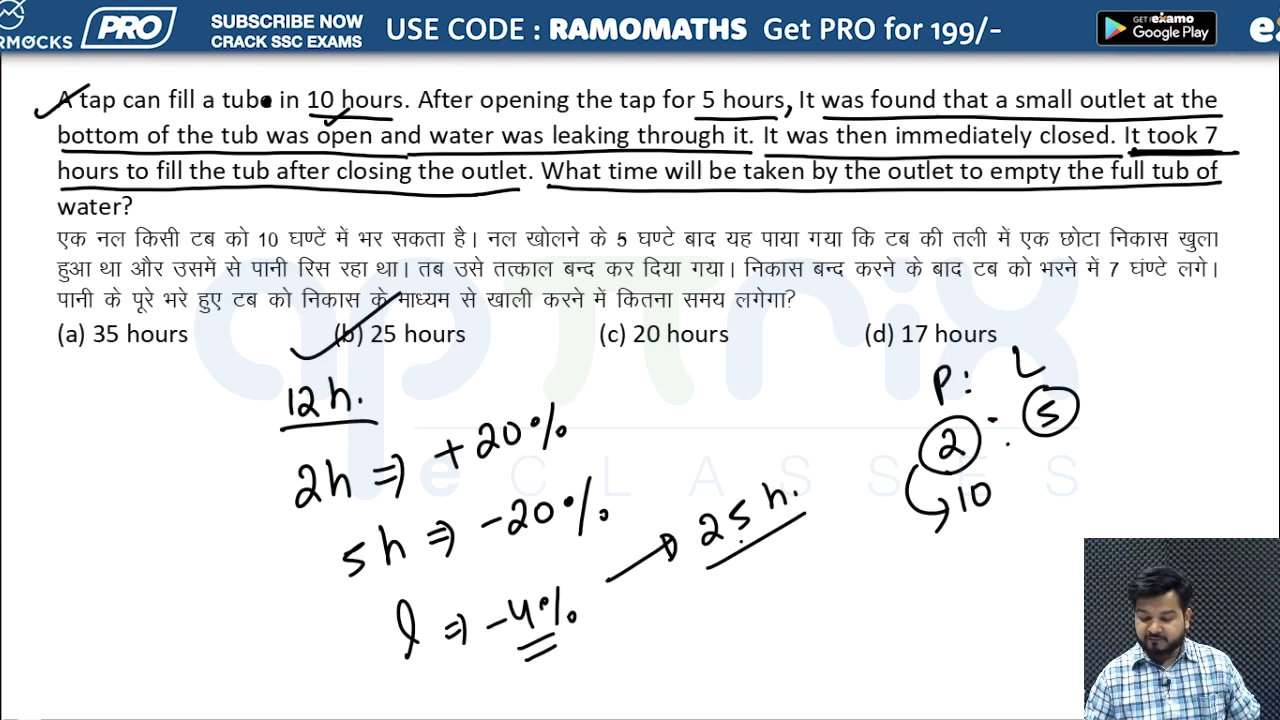 RMOCKS PRO SUBSCRIBE NOW
CRACK SSC EXAMS
USE CODE : RAMOMATHS Get PRO for 199/-
GET IT examo
Google Play
A tap can fill a tub in 10 hours. After opening the tap for 5 hours, It was found that a small outlet at the
bottom of the tub was open and water was leaking through it. It was then immediately closed. It took 7
hours to fill the tub after closing the outlet. What time will be taken by the outlet to empty the full tub of
water?
एक नल किसी टब को 10 घण्टें में भर सकता है। नल खोलने के 5 घण्टे बाद यह पाया गया कि टब की तली में एक छोटा निकास खुला
हुआ था और उसमें से पानी रिस रहा था। तब उसे तत्काल बन्द कर दिया गया। निकास बन्द करने के बाद टब को भरने में 7 घंण्टे लगे।
पानी के पूरे भरे हुए टब को निकास के माध्यम से खाली करने में कितना समय लगेगा?
(a) 35 hours (b) 25 hours (c) 20 hours (d) 17 hours
P : L
12 h.
2 : 5
2h ⇒ +20%
10
5h ⇒ -20%
→ 25 h.
l ⇒ -4%
e CLASSES